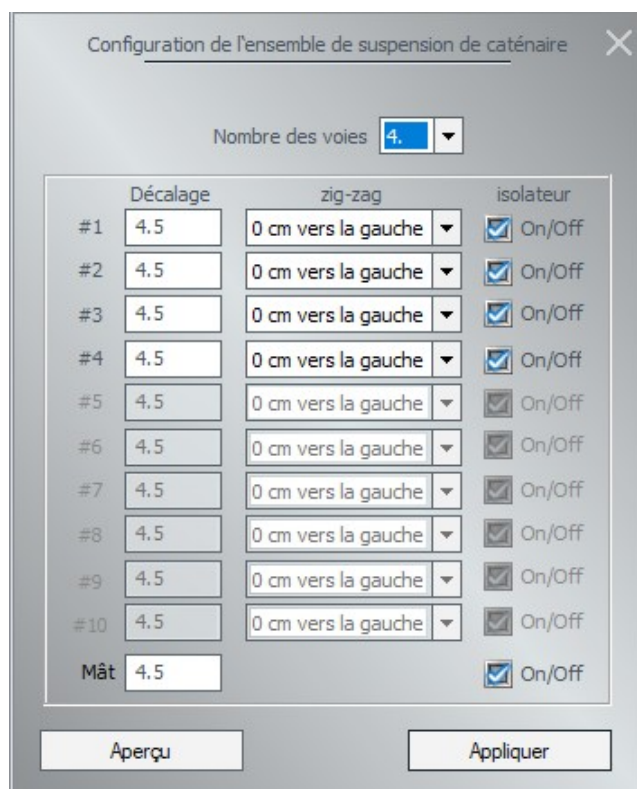 Configuration de l'ensemble de suspension de caténaire
Nombre des voies 4.
Décalage zig-zag isolateur
#1 4.5 0 cm vers la gauche On/Off
#2 4.5 0 cm vers la gauche On/Off
#3 4.5 0 cm vers la gauche On/Off
#4 4.5 0 cm vers la gauche On/Off
#5 4.5 0 cm vers la gauche On/Off
#6 4.5 0 cm vers la gauche On/Off
#7 4.5 0 cm vers la gauche On/Off
#8 4.5 0 cm vers la gauche On/Off
#9 4.5 0 cm vers la gauche On/Off
#10 4.5 0 cm vers la gauche On/Off
Mât 4.5 On/Off
Aperçu Appliquer